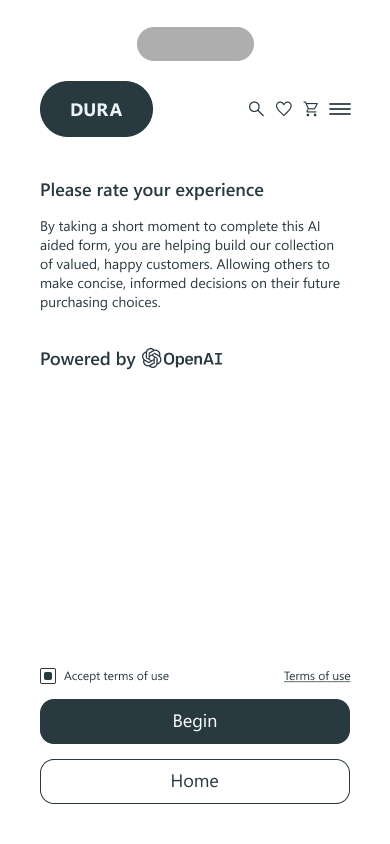 DURA
Please rate your experience
By taking a short moment to complete this AI
aided form, you are helping build our collection
of valued, happy customers. Allowing others to
make concise, informed decisions on their future
purchasing choices.
Powered by OpenAI
Accept terms of use Terms of use
Begin
Home